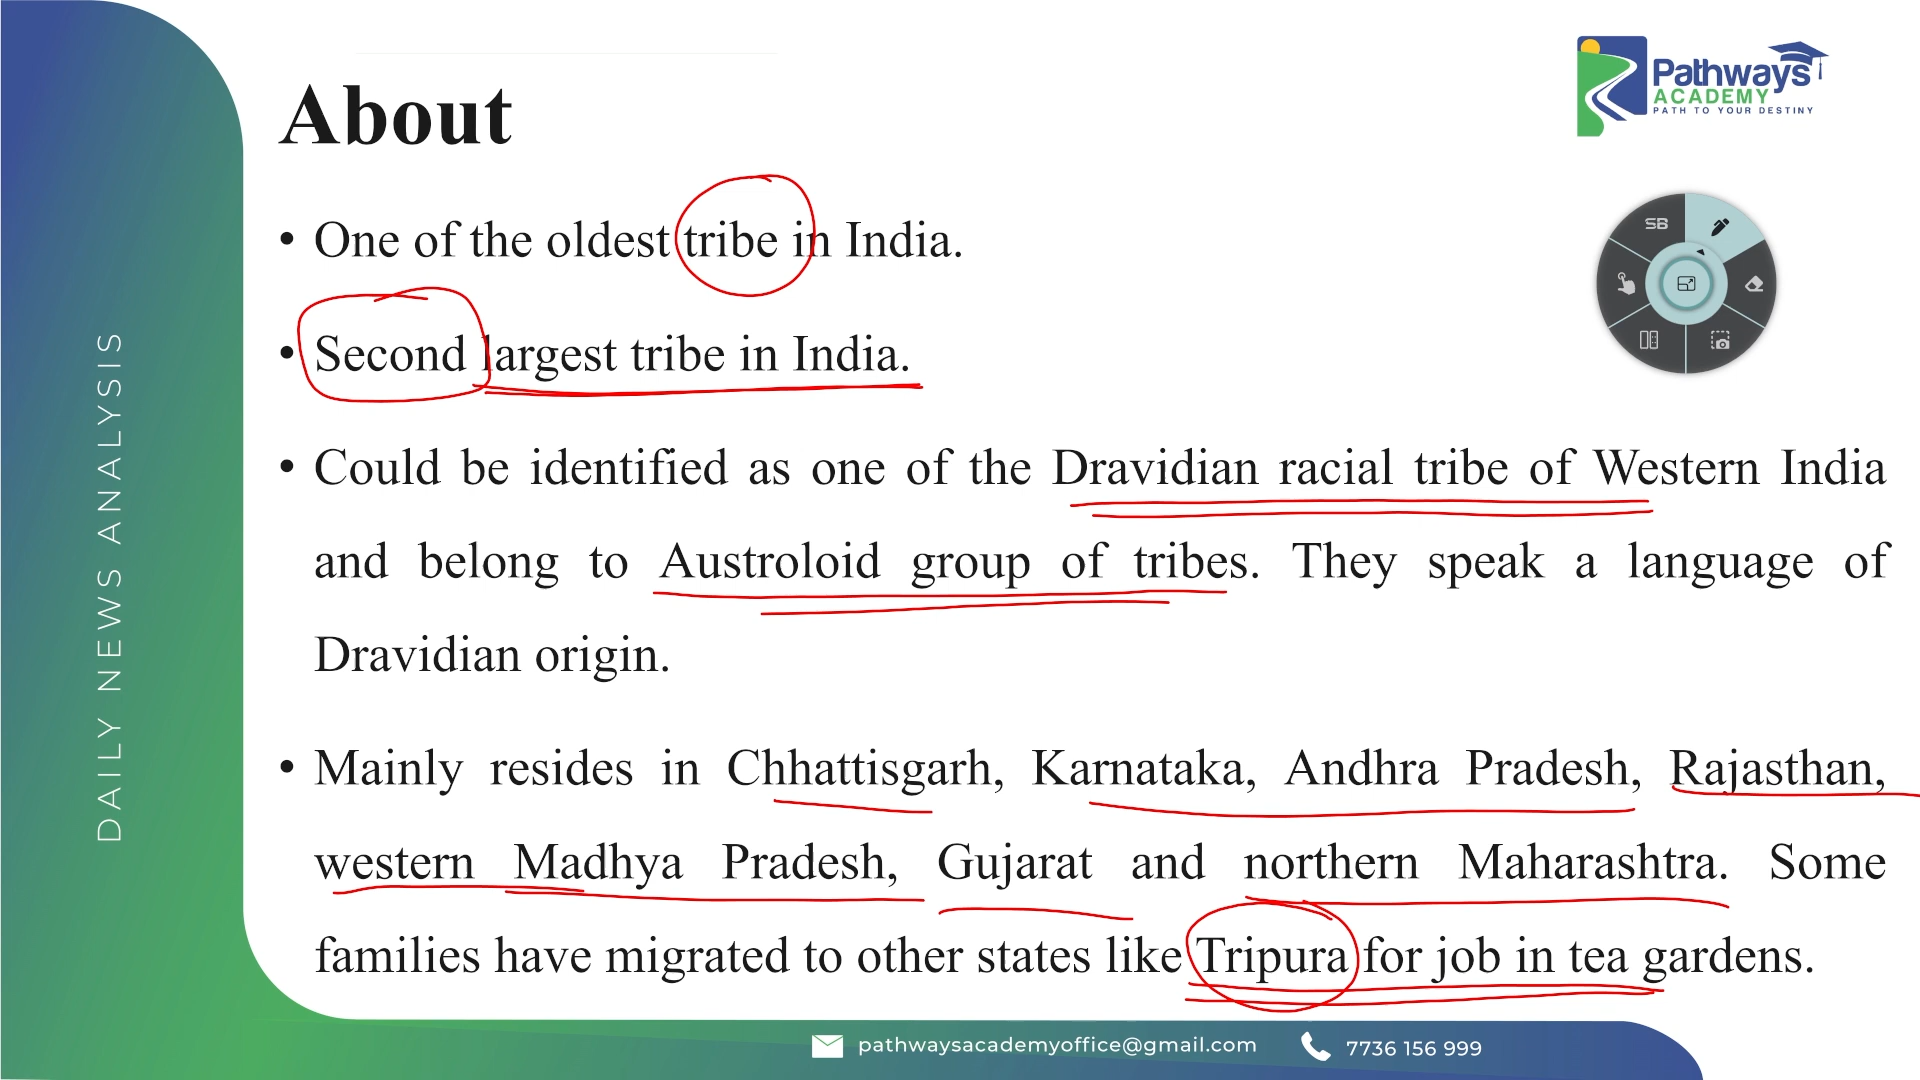 About
Pathways
ACADEMY
PATH TO YOUR DESTINY
• One of the oldest tribe in India.
SB
• Second largest tribe in India.
• Could be identified as one of the Dravidian racial tribe of Western India
and belong to Austroloid group of tribes. They speak a language of
Dravidian origin.
• Mainly resides in Chhattisgarh, Karnataka, Andhra Pradesh, Rajasthan,
western Madhya Pradesh, Gujarat and northern Maharashtra. Some
families have migrated to other states like Tripura for job in tea gardens.
DAILY NEWS ANALYSIS
pathwaysacademyoffice@gmail.com
7736 156 999